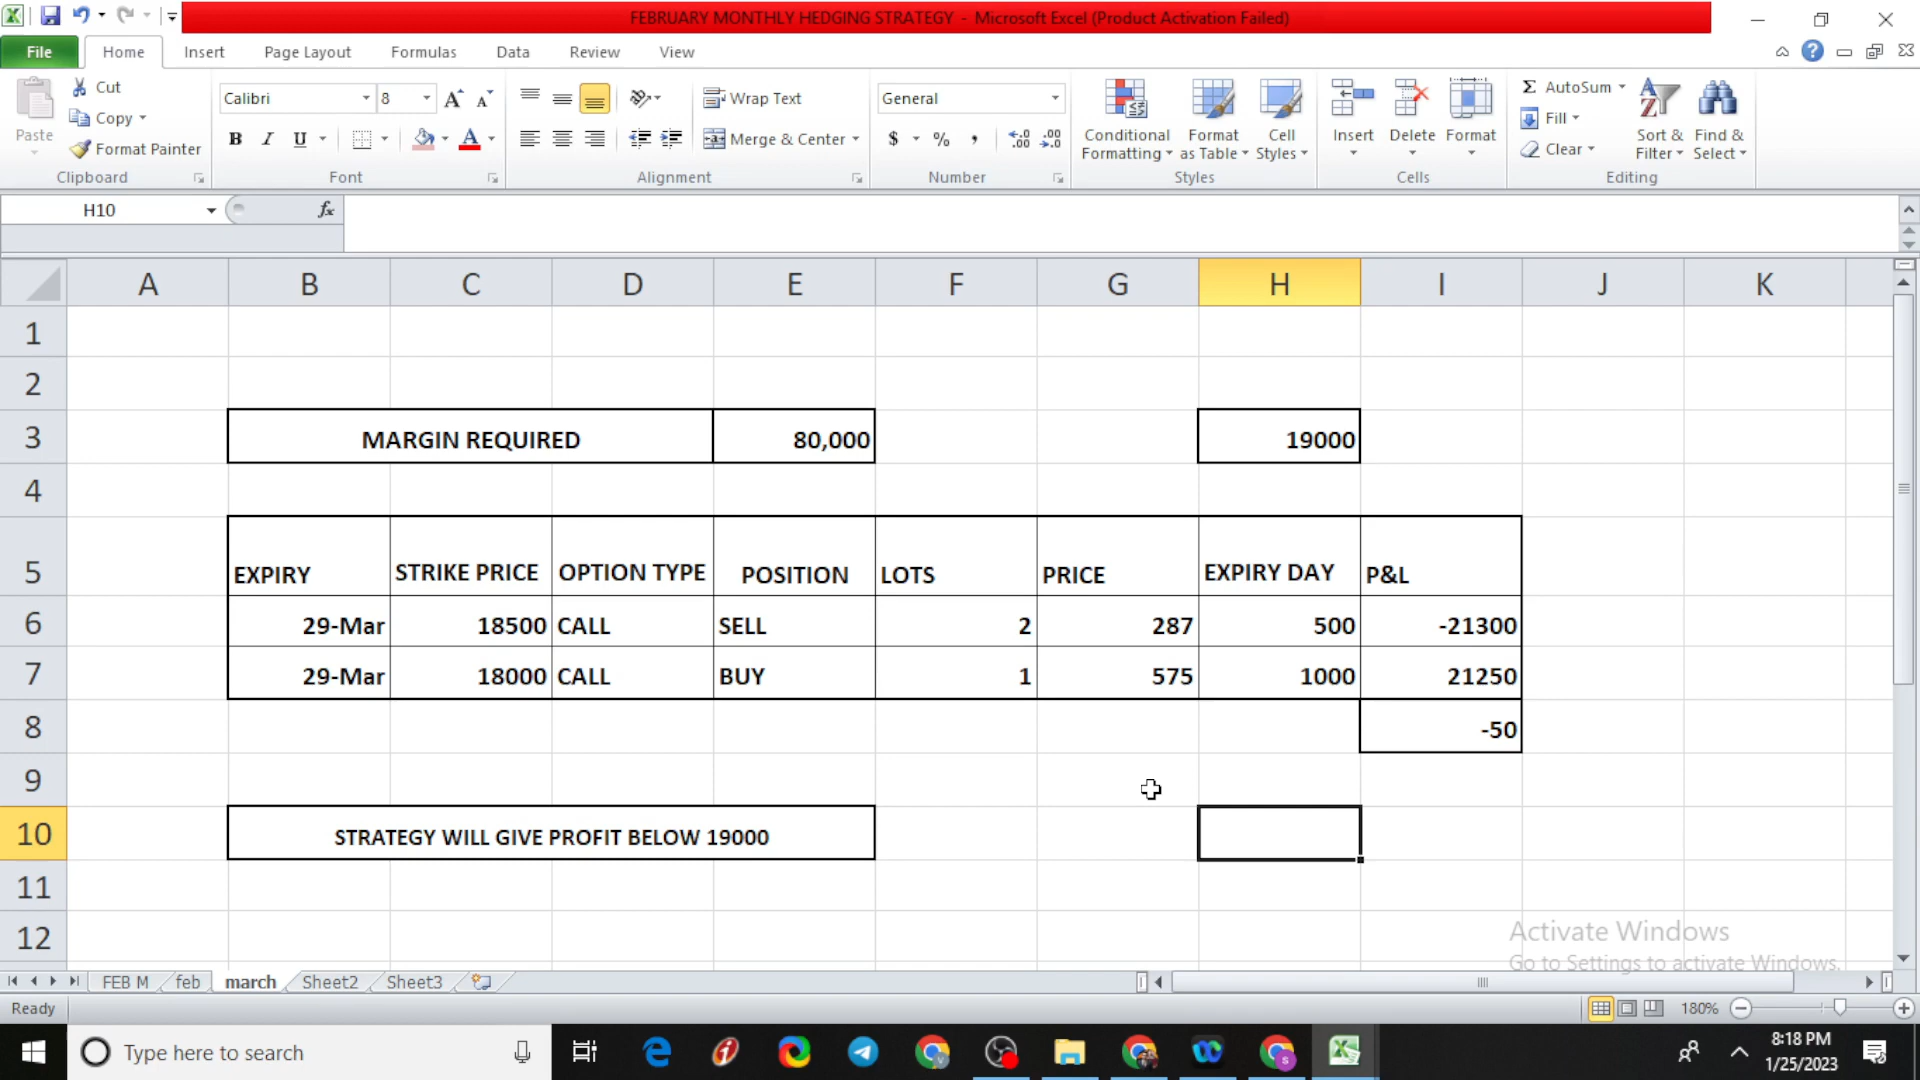 FEBRUARY MONTHLY HEDGING STRATEGY - Microsoft Excel (Product Activation Failed)
File Home Insert Page Layout Formulas Data Review View
Paste
Cut
Copy
Format Painter
Clipboard
Calibri 8
B I U
Font
Wrap Text
Merge & Center
Alignment
General
$ % ,
Number
Conditional Formatting
Format as Table
Cell Styles
Styles
Insert Delete Format
Cells
Σ AutoSum
Fill
Clear
Sort & Filter
Find & Select
Editing
H10 fx
A B C D E F G H I J K
1
2
3 MARGIN REQUIRED 80,000 19000
4
5 EXPIRY STRIKE PRICE OPTION TYPE POSITION LOTS PRICE EXPIRY DAY P&L
6 29-Mar 18500 CALL SELL 2 287 500 -21300
7 29-Mar 18000 CALL BUY 1 575 1000 21250
8 -50
9
10 STRATEGY WILL GIVE PROFIT BELOW 19000
11
12
Activate Windows
Go to Settings to activate Windows.
FEB M feb march Sheet2 Sheet3
Ready 180%
Type here to search
8:18 PM
1/25/2023